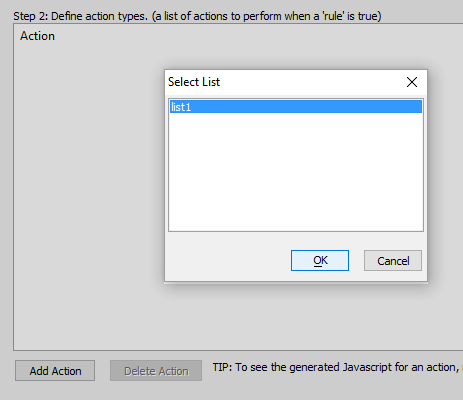 Step 2: Define action types. (a list of actions to perform when a 'rule' is true)
Action
Select List
list1
OK
Cancel
Add Action
Delete Action
TIP: To see the generated Javascript for an action,